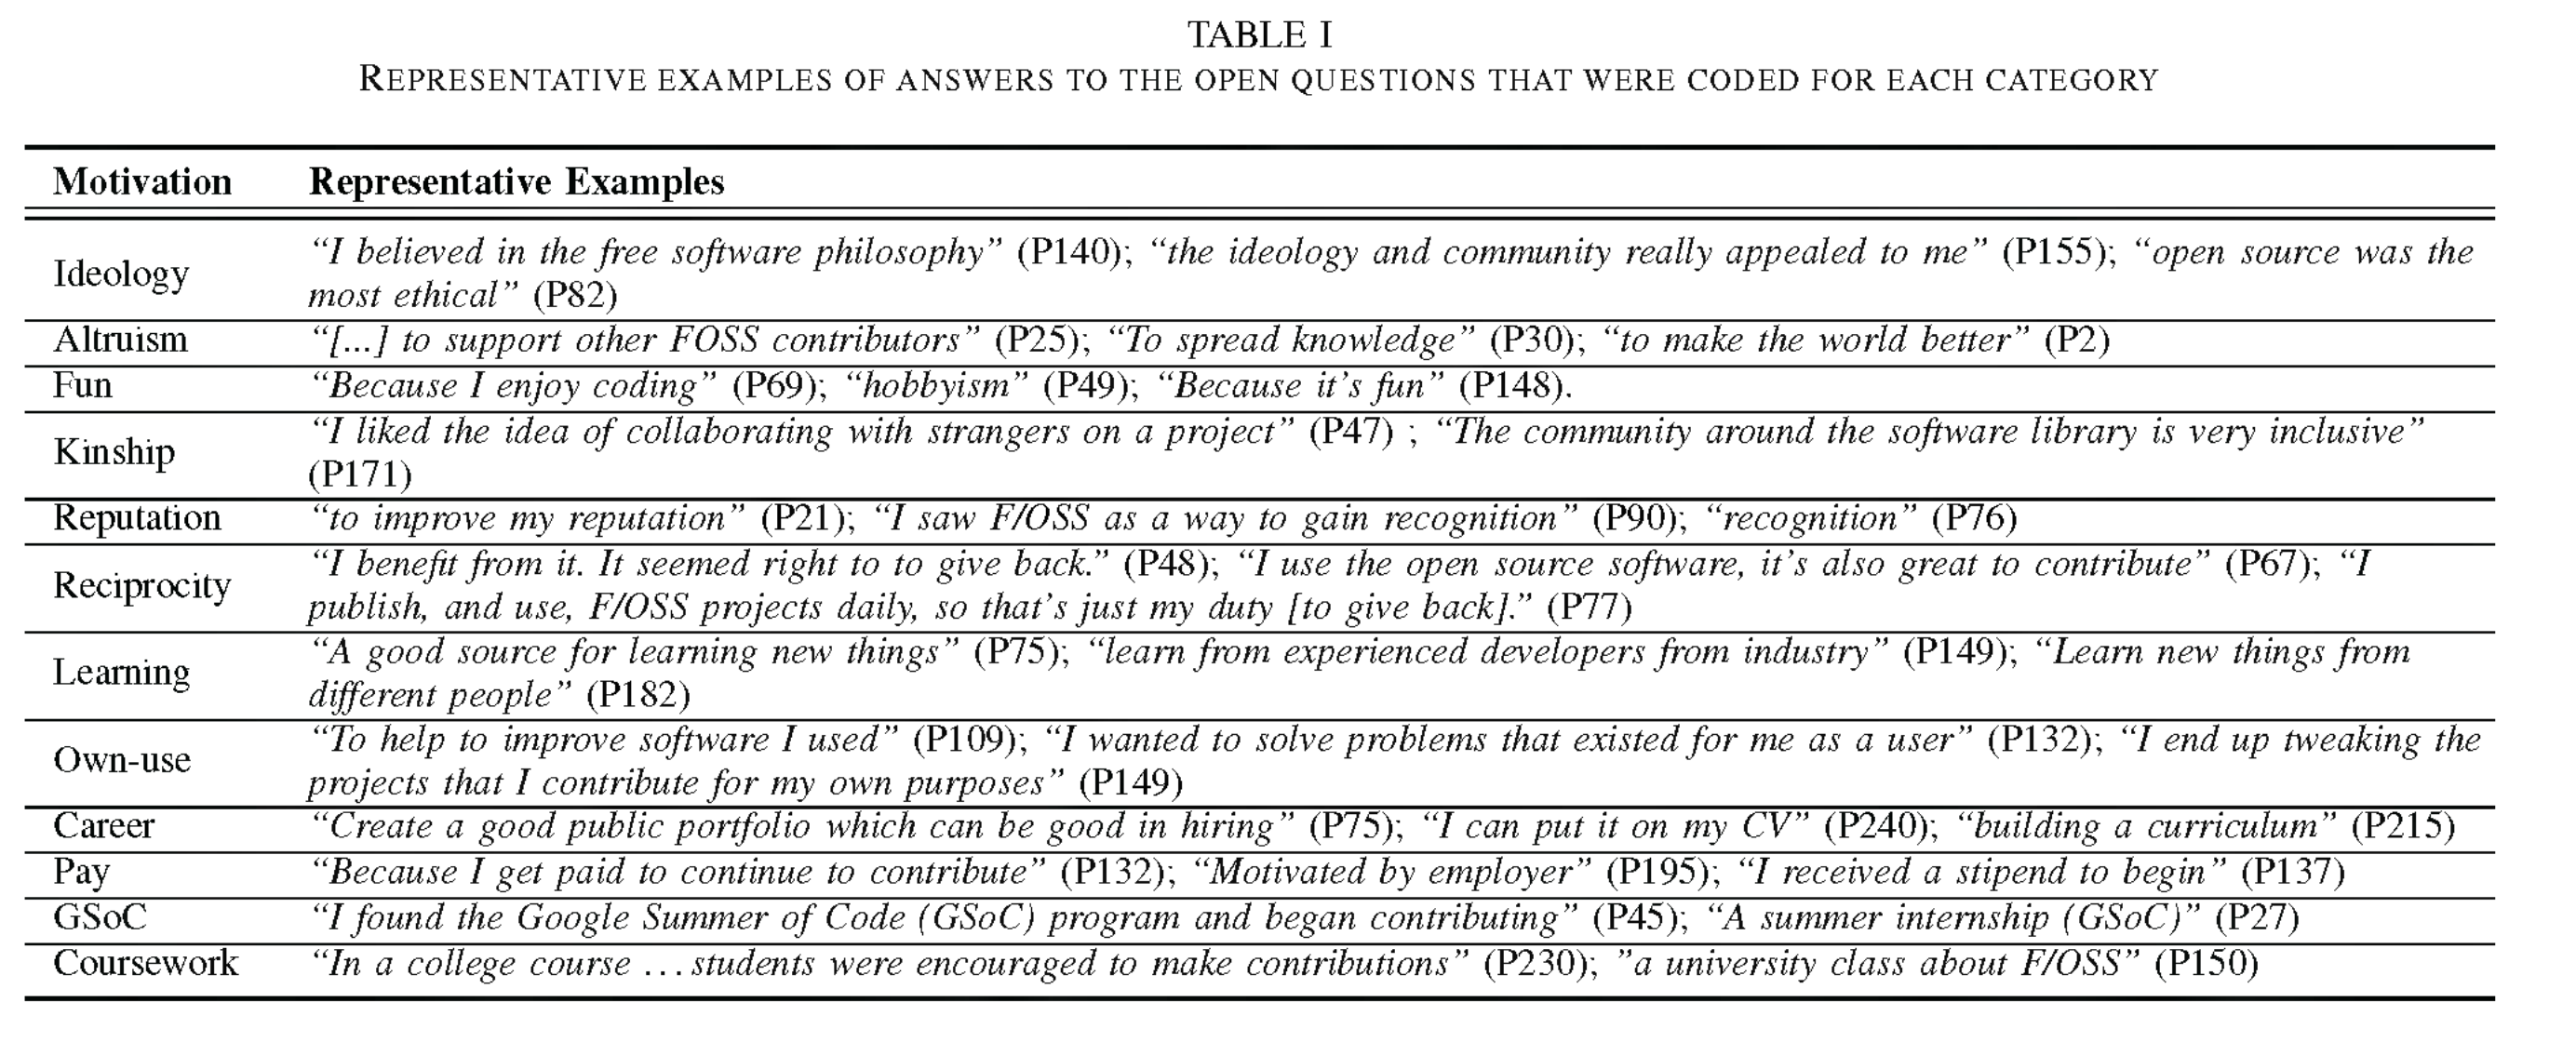 TABLE I
REPRESENTATIVE EXAMPLES OF ANSWERS TO THE OPEN QUESTIONS THAT WERE CODED FOR EACH CATEGORY
Motivation Representative Examples
Ideology “I believed in the free software philosophy” (P140); “the ideology and community really appealed to me” (P155); “open source was the
most ethical” (P82)
Altruism “[...] to support other FOSS contributors” (P25); “To spread knowledge” (P30); “to make the world better” (P2)
Fun “Because I enjoy coding” (P69); “hobbyism” (P49); “Because it’s fun” (P148).
Kinship “I liked the idea of collaborating with strangers on a project” (P47) ; “The community around the software library is very inclusive”
(P171)
Reputation “to improve my reputation” (P21); “I saw F/OSS as a way to gain recognition” (P90); “recognition” (P76)
Reciprocity “I benefit from it. It seemed right to to give back.” (P48); “I use the open source software, it’s also great to contribute” (P67); “I
publish, and use, F/OSS projects daily, so that’s just my duty [to give back].” (P77)
Learning “A good source for learning new things” (P75); “learn from experienced developers from industry” (P149); “Learn new things from
different people” (P182)
Own-use “To help to improve software I used” (P109); “I wanted to solve problems that existed for me as a user” (P132); “I end up tweaking the
projects that I contribute for my own purposes” (P149)
Career “Create a good public portfolio which can be good in hiring” (P75); “I can put it on my CV” (P240); “building a curriculum” (P215)
Pay “Because I get paid to continue to contribute” (P132); “Motivated by employer” (P195); “I received a stipend to begin” (P137)
GSoC “I found the Google Summer of Code (GSoC) program and began contributing” (P45); “A summer internship (GSoC)” (P27)
Coursework “In a college course ... students were encouraged to make contributions” (P230); ”a university class about F/OSS” (P150)